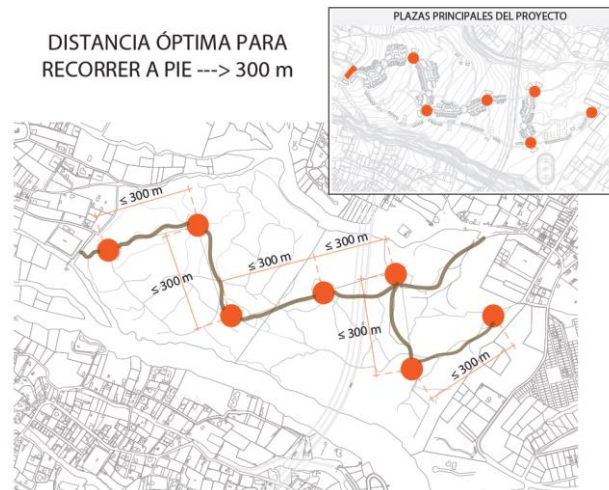 DISTANCIA ÓPTIMA PARA
RECORRER A PIE ---> 300 m
PLAZAS PRINCIPALES DEL PROYECTO
≤ 300 m
≤ 300 m
≤ 300 m
≤ 300 m
≤ 300 m
≤ 300 m